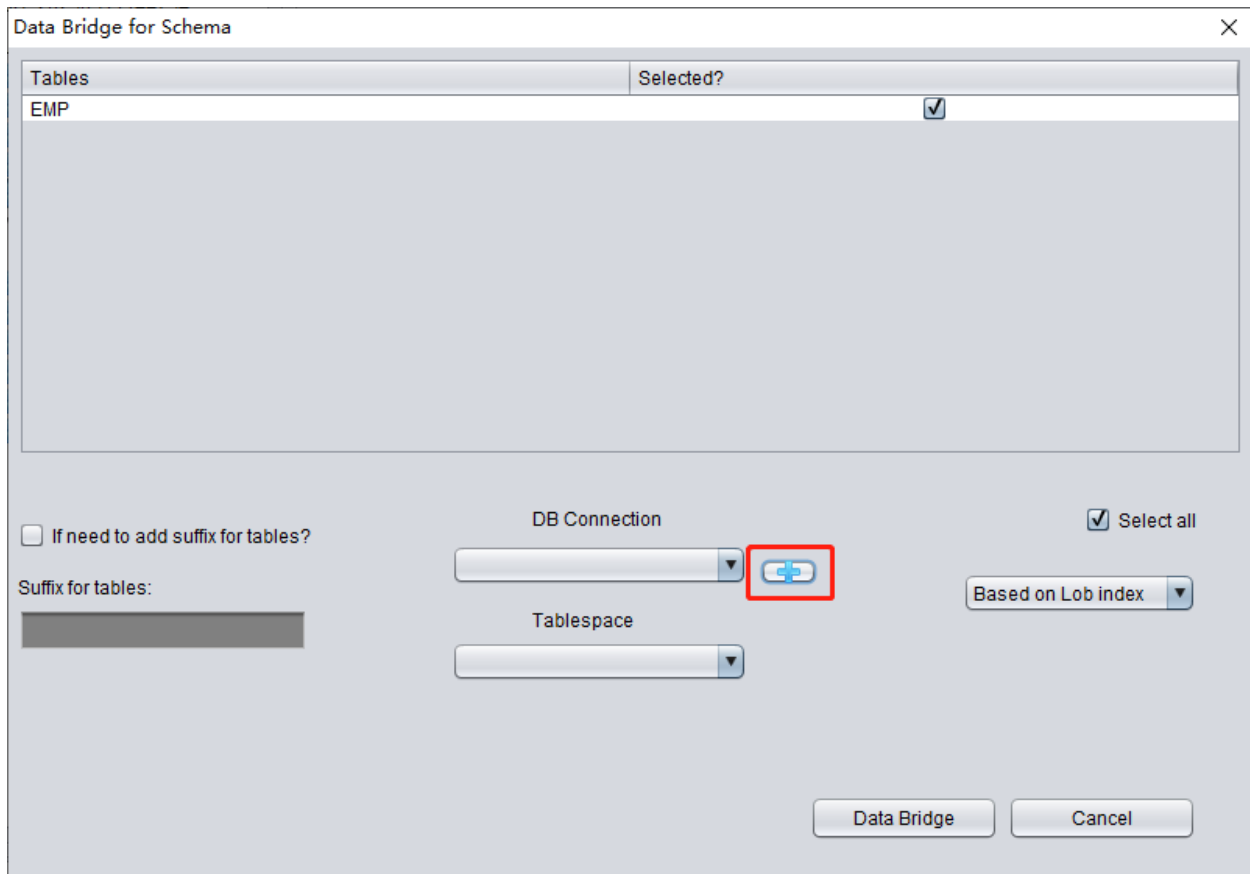 Data Bridge for Schema
Tables Selected?
EMP
DB Connection
Select all
If need to add suffix for tables?
Suffix for tables:
Based on Lob index
Tablespace
Data Bridge Cancel